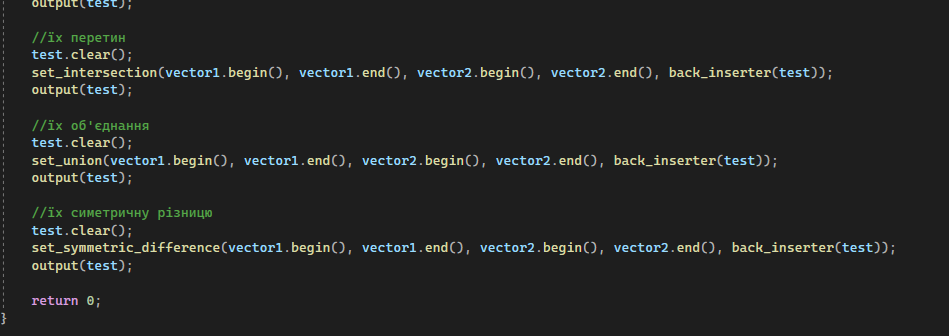 output(test);
//їх перетин
test.clear();
set_intersection(vector1.begin(), vector1.end(), vector2.begin(), vector2.end(), back_inserter(test));
output(test);
//їх об'єднання
test.clear();
set_union(vector1.begin(), vector1.end(), vector2.begin(), vector2.end(), back_inserter(test));
output(test);
//їх симетричну різницю
test.clear();
set_symmetric_difference(vector1.begin(), vector1.end(), vector2.begin(), vector2.end(), back_inserter(test));
output(test);
return 0;
}